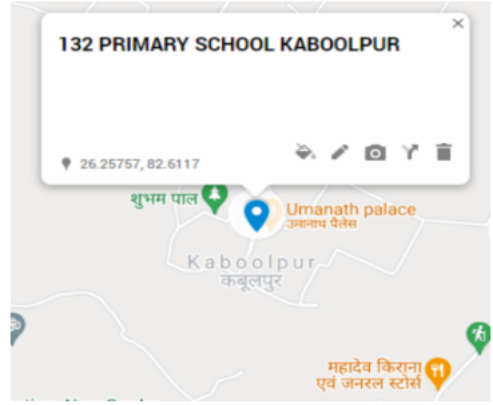 132 PRIMARY SCHOOL KABOOLPUR
26.25757, 82.6117
शुभम पाल
Umanath palace
उमानाथ पैलेस
Kaboolpur
कबूलपुर
महादेव किराना
एवं जनरल स्टोर्स